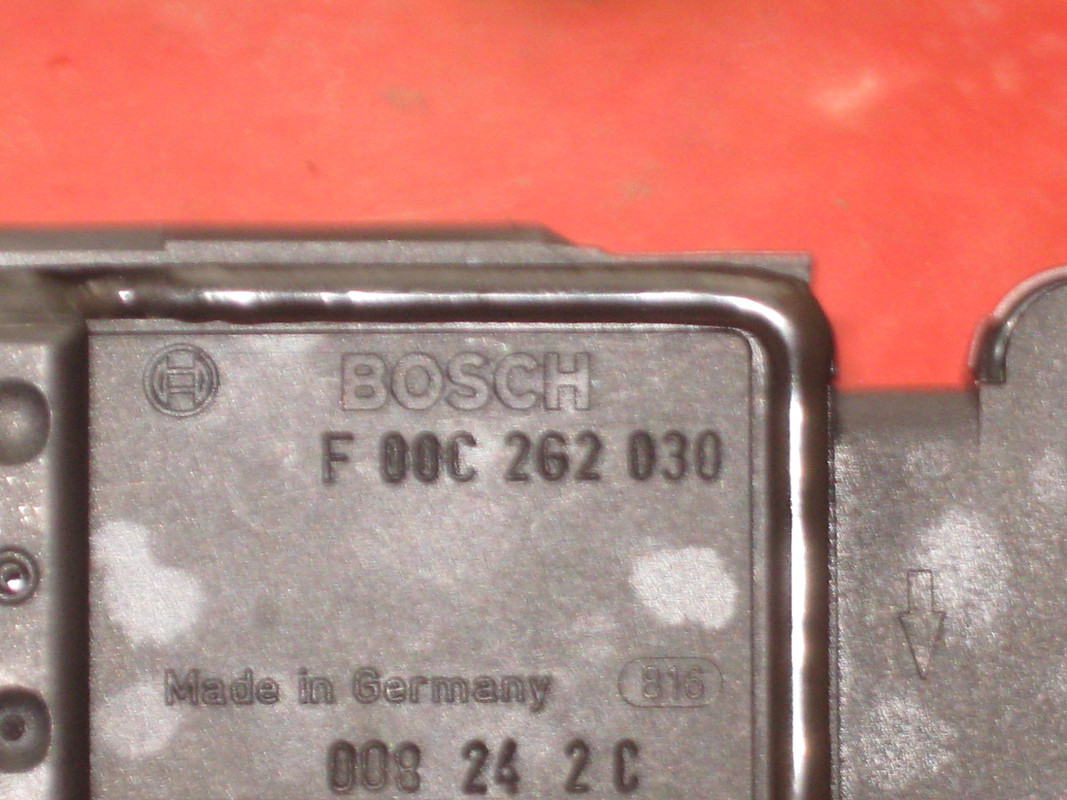 BOSCH
F 00C 262 030
Made in Germany 816
008 24 2 C